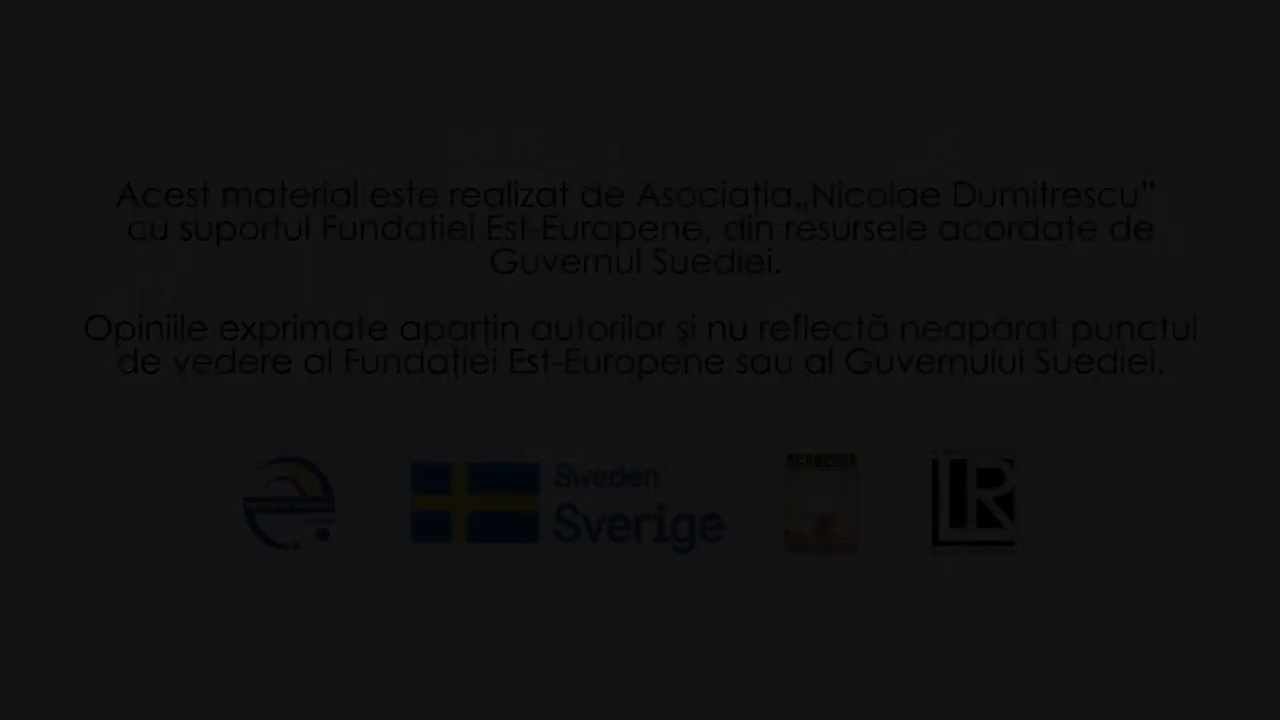 Acest material este realizat de Asociația„Nicolae Dumitrescu"
cu suportul Fundației Est-Europene, din resursele acordate de
Guvernul Suediei.
Opiniile exprimate aparțin autorilor și nu reflectă neapărat punctul
de vedere al Fundației Est-Europene sau al Guvernului Suediei.
Sweden
Sverige
ACADEMIA
LR